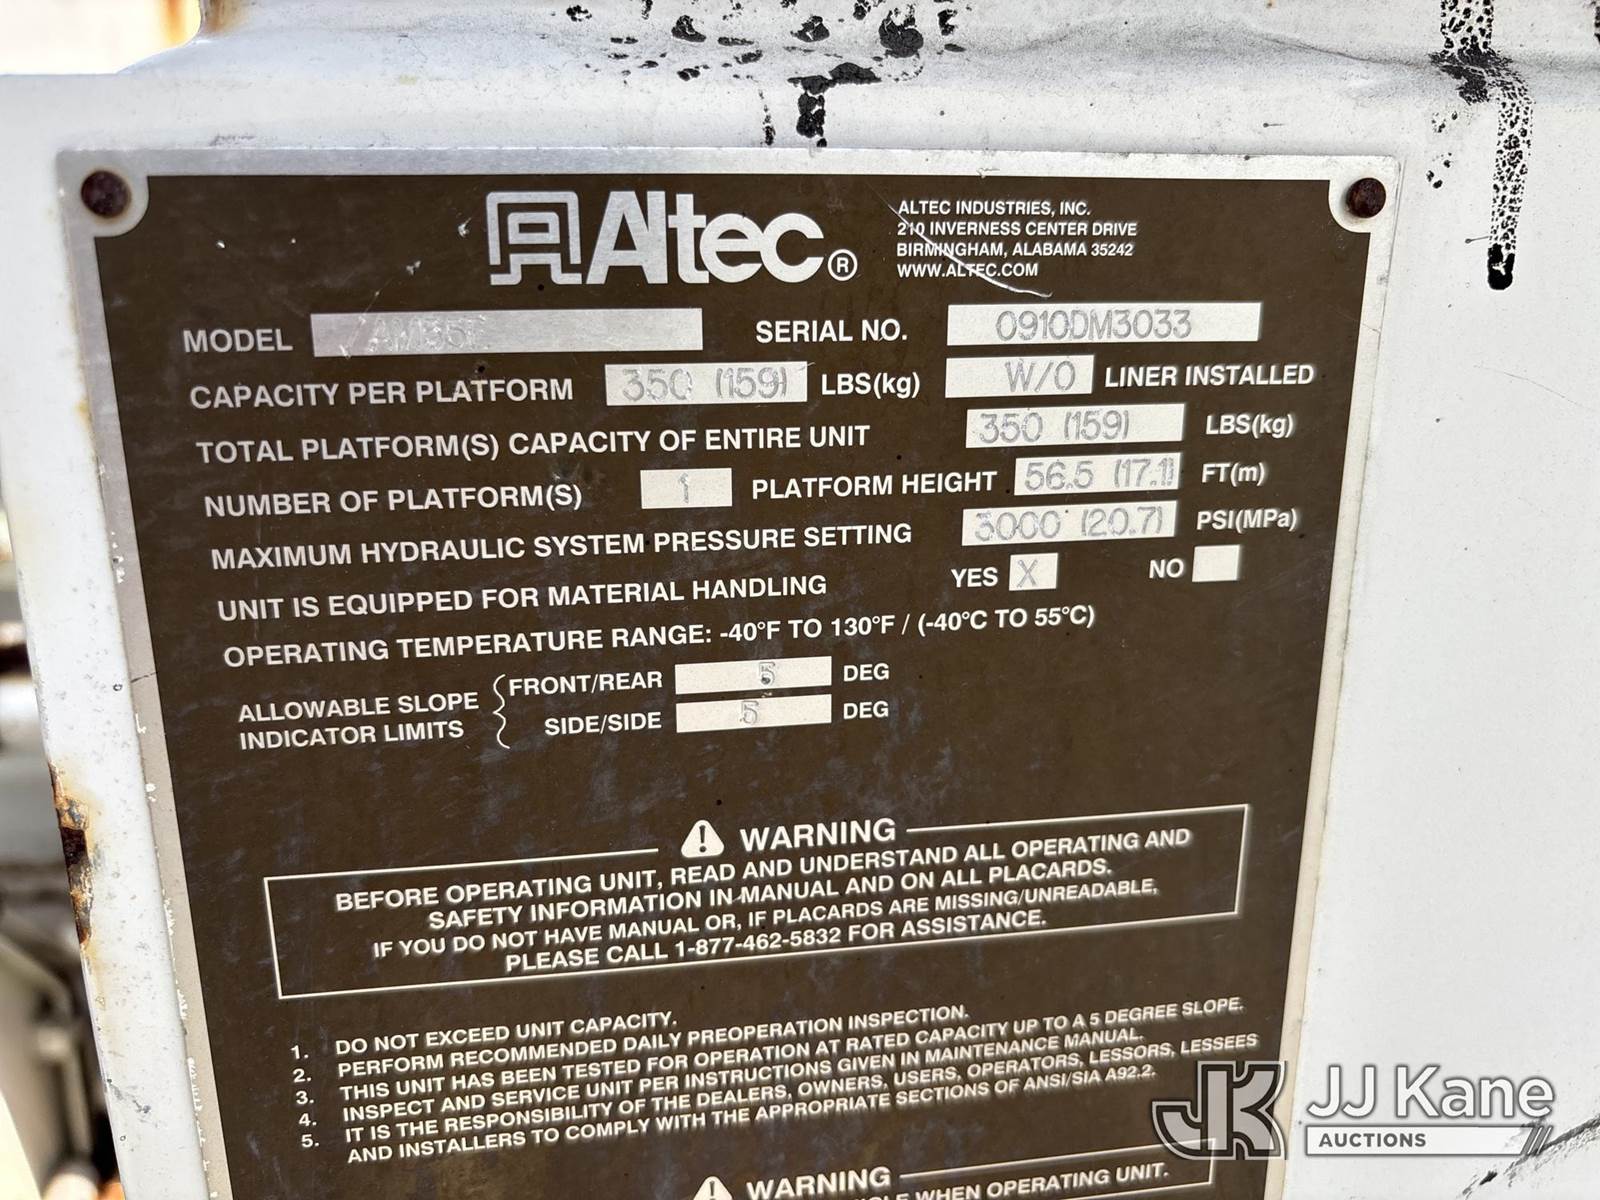 Altec®
ALTEC INDUSTRIES, INC.
210 INVERNESS CENTER DRIVE
BIRMINGHAM, ALABAMA 35242
WWW.ALTEC.COM
MODEL
SERIAL NO. 0910DM3033
CAPACITY PER PLATFORM 350 (159) LBS(kg) W/O LINER INSTALLED
TOTAL PLATFORM(S) CAPACITY OF ENTIRE UNIT 350 (159) LBS(kg)
NUMBER OF PLATFORM(S) 1 PLATFORM HEIGHT 56.5 (17.1) FT(m)
MAXIMUM HYDRAULIC SYSTEM PRESSURE SETTING 3000 (20.7) PSI(MPa)
UNIT IS EQUIPPED FOR MATERIAL HANDLING YES X NO
OPERATING TEMPERATURE RANGE: -40°F TO 130°F / (-40°C TO 55°C)
ALLOWABLE SLOPE INDICATOR LIMITS
FRONT/REAR 5 DEG
SIDE/SIDE 5 DEG
WARNING
BEFORE OPERATING UNIT, READ AND UNDERSTAND ALL OPERATING AND
SAFETY INFORMATION IN MANUAL AND ON ALL PLACARDS.
IF YOU DO NOT HAVE MANUAL OR, IF PLACARDS ARE MISSING/UNREADABLE,
PLEASE CALL 1-877-462-5832 FOR ASSISTANCE.
1. DO NOT EXCEED UNIT CAPACITY.
2. PERFORM RECOMMENDED DAILY PREOPERATION INSPECTION.
3. THIS UNIT HAS BEEN TESTED FOR OPERATION AT RATED CAPACITY UP TO A 5 DEGREE SLOPE.
4. INSPECT AND SERVICE UNIT PER INSTRUCTIONS GIVEN IN MAINTENANCE MANUAL.
5. IT IS THE RESPONSIBILITY OF THE DEALERS, OWNERS, USERS, OPERATORS, LESSORS, LESSEES
AND INSTALLERS TO COMPLY WITH THE APPROPRIATE SECTIONS OF ANSI/SIA A92.2.
WARNING
WHEN OPERATING UNIT.
JK JJ Kane
AUCTIONS